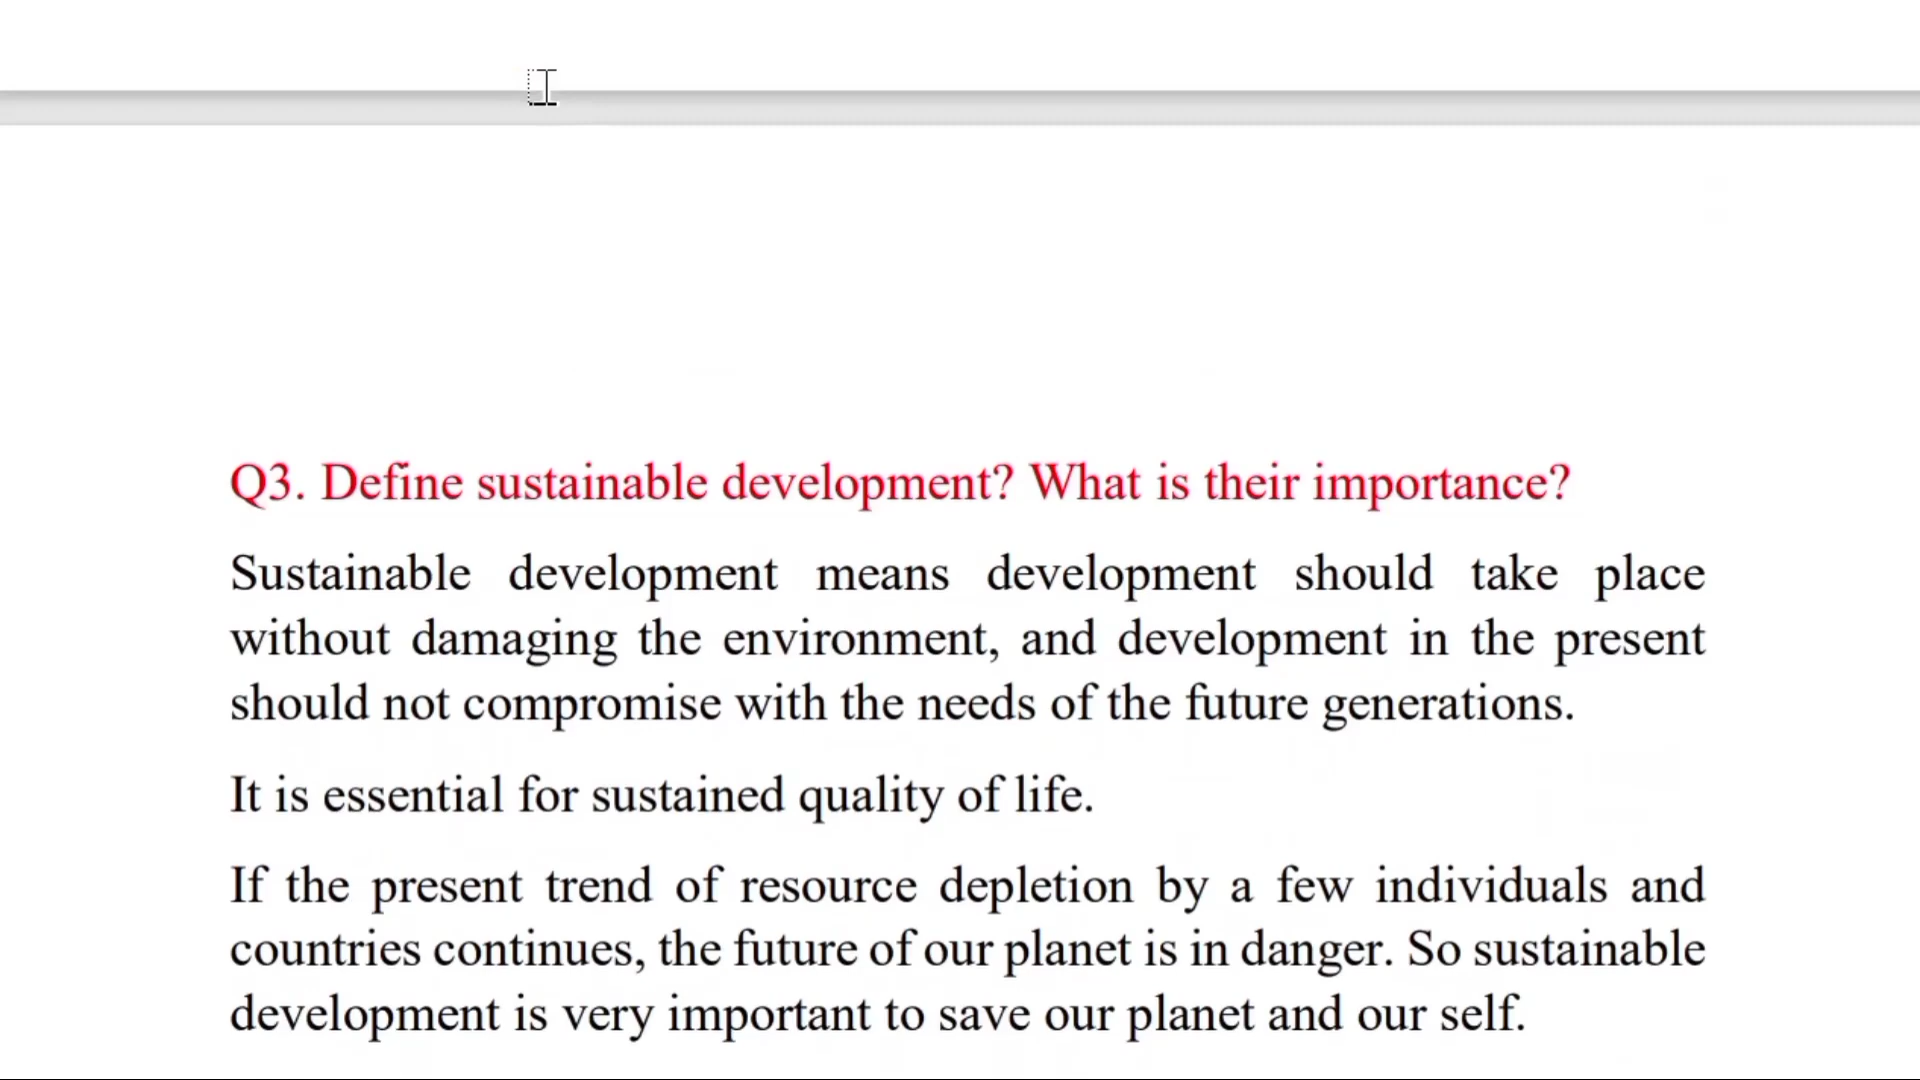 Q3. Define sustainable development? What is their importance?
Sustainable development means development should take place
without damaging the environment, and development in the present
should not compromise with the needs of the future generations.
It is essential for sustained quality of life.
If the present trend of resource depletion by a few individuals and
countries continues, the future of our planet is in danger. So sustainable
development is very important to save our planet and our self.